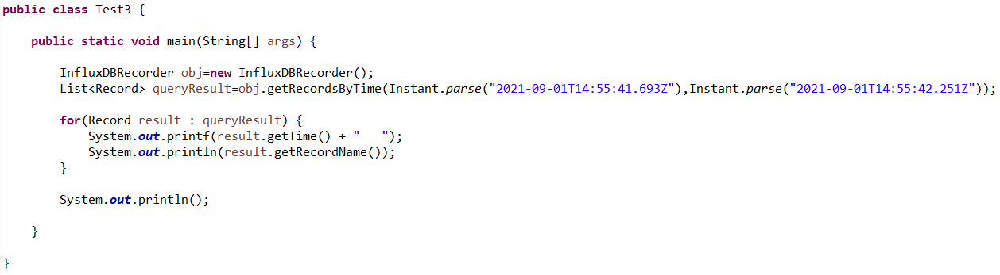 public class Test3 {
public static void main(String[] args) {
InfluxDBRecorder obj=new InfluxDBRecorder();
List<Record> queryResult=obj.getRecordsByTime(Instant.parse("2021-09-01T14:55:41.693Z"),Instant.parse("2021-09-01T14:55:42.251Z"));
for(Record result : queryResult) {
System.out.printf(result.getTime() + "   ");
System.out.println(result.getRecordName());
}
System.out.println();
}
}